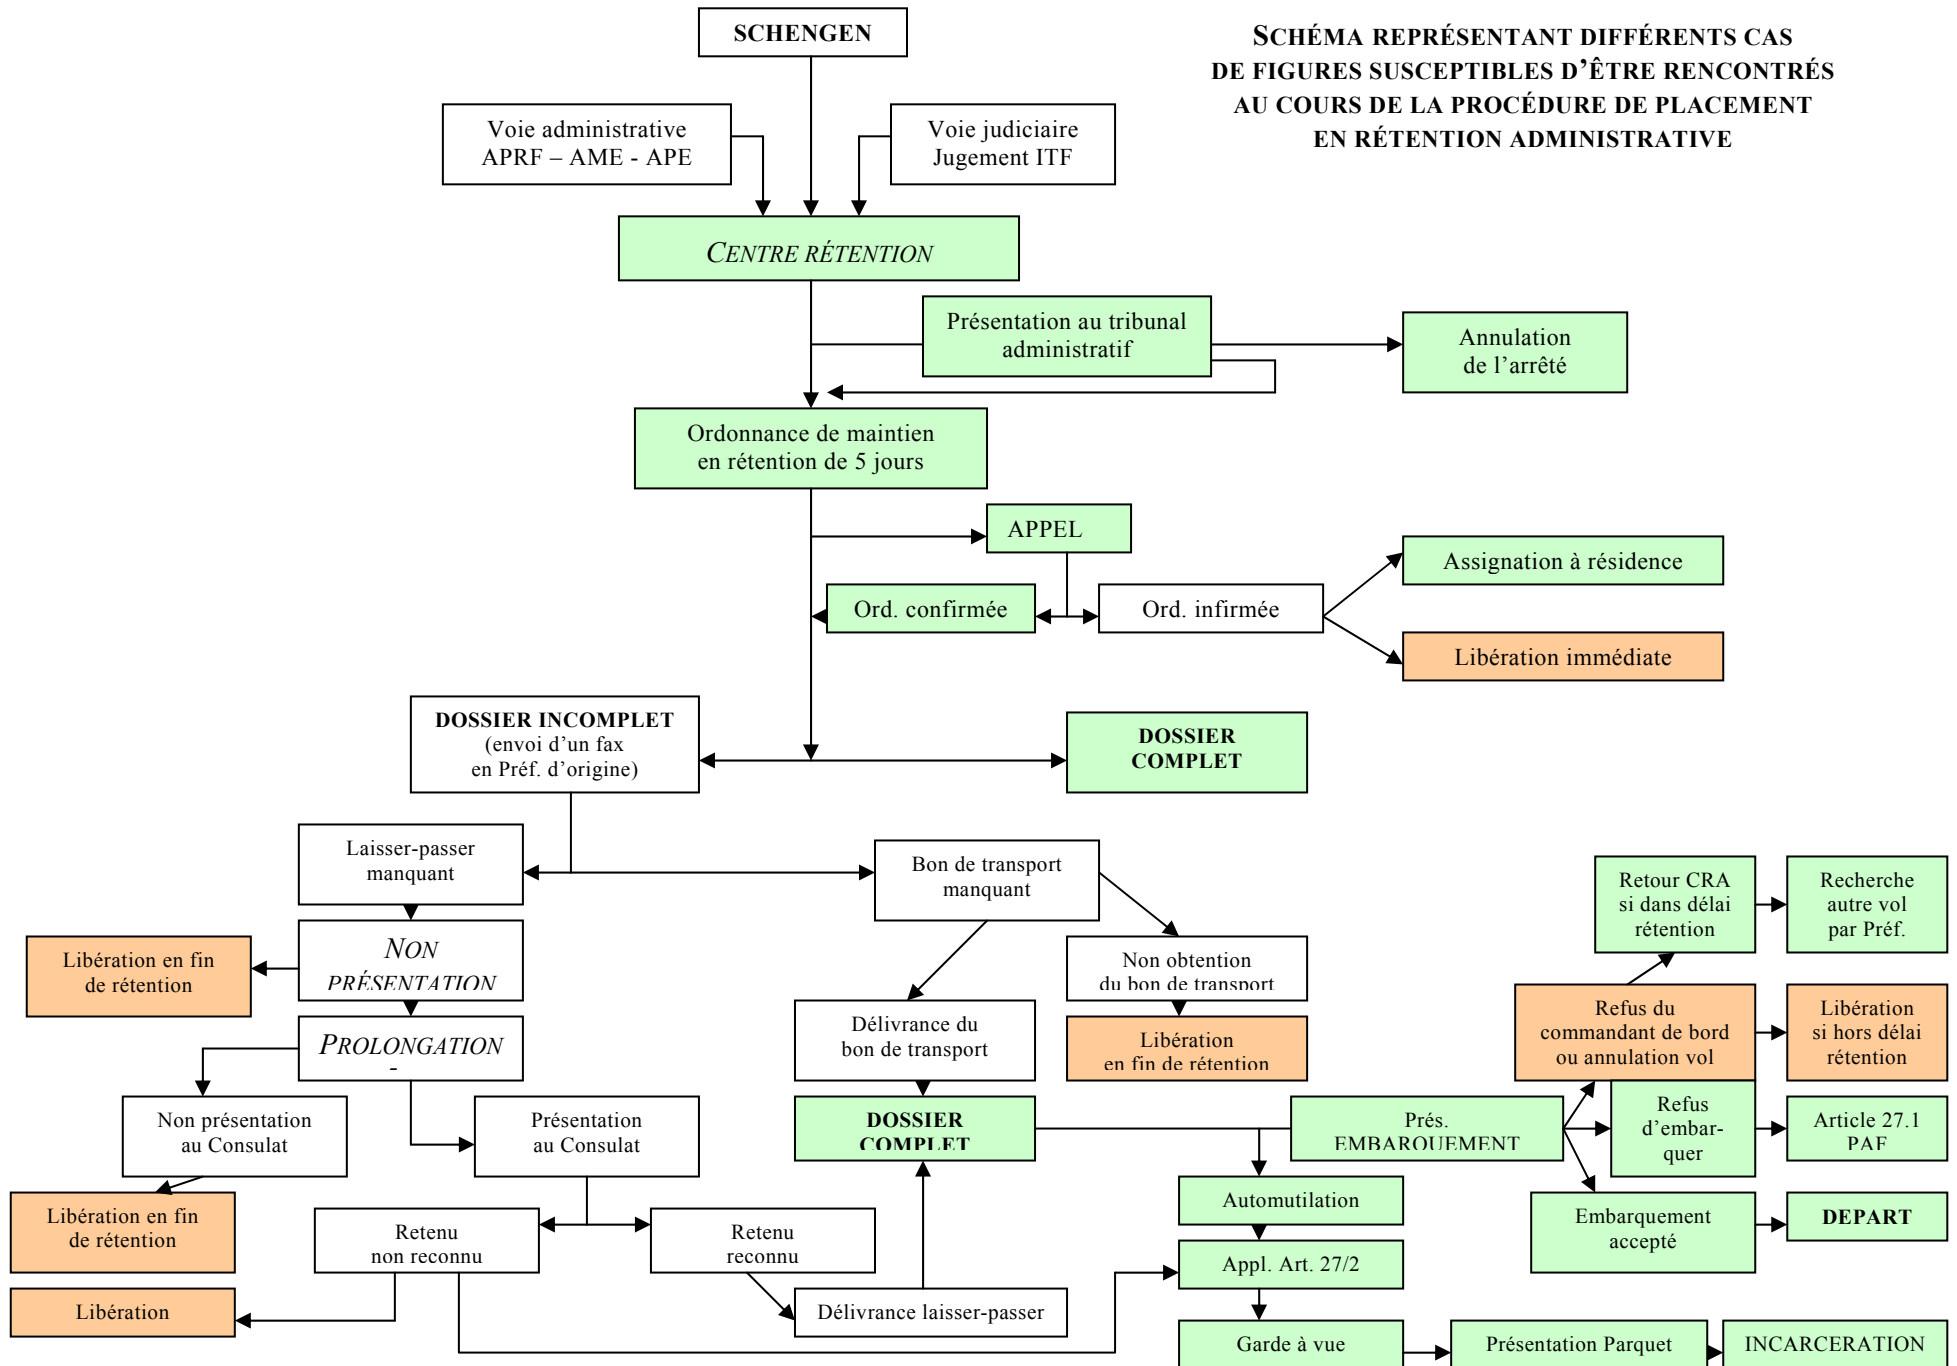 SCHENGEN
SCHÉMA REPRÉSENTANT DIFFÉRENTS CAS
DE FIGURES SUSCEPTIBLES D’ÊTRE RENCONTRÉS
AU COURS DE LA PROCÉDURE DE PLACEMENT
EN RÉTENTION ADMINISTRATIVE
Voie administrative
APRF – AME - APE
Voie judiciaire
Jugement ITF
CENTRE RÉTENTION
Présentation au tribunal
administratif
Annulation
de l’arrêté
Ordonnance de maintien
en rétention de 5 jours
APPEL
Assignation à résidence
Ord. confirmée
Ord. infirmée
Libération immédiate
DOSSIER INCOMPLET
(envoi d’un fax
en Préf. d’origine)
DOSSIER
COMPLET
Laisser-passer
manquant
Bon de transport
manquant
Retour CRA
si dans délai
rétention
Recherche
autre vol
par Préf.
Libération en fin
de rétention
NON
PRÉSENTATION
Non obtention
du bon de transport
Refus du
commandant de bord
ou annulation vol
Libération
si hors délai
rétention
PROLONGATION
Délivrance du
bon de transport
Libération
en fin de rétention
Non présentation
au Consulat
Présentation
au Consulat
DOSSIER
COMPLET
Prés.
EMBARQUEMENT
Refus
d’embar-
quer
Article 27.1
PAF
Libération en fin
de rétention
Retenu
non reconnu
Retenu
reconnu
Automutilation
Embarquement
accepté
DEPART
Appl. Art. 27/2
Libération
Délivrance laisser-passer
Garde à vue
Présentation Parquet
INCARCERATION